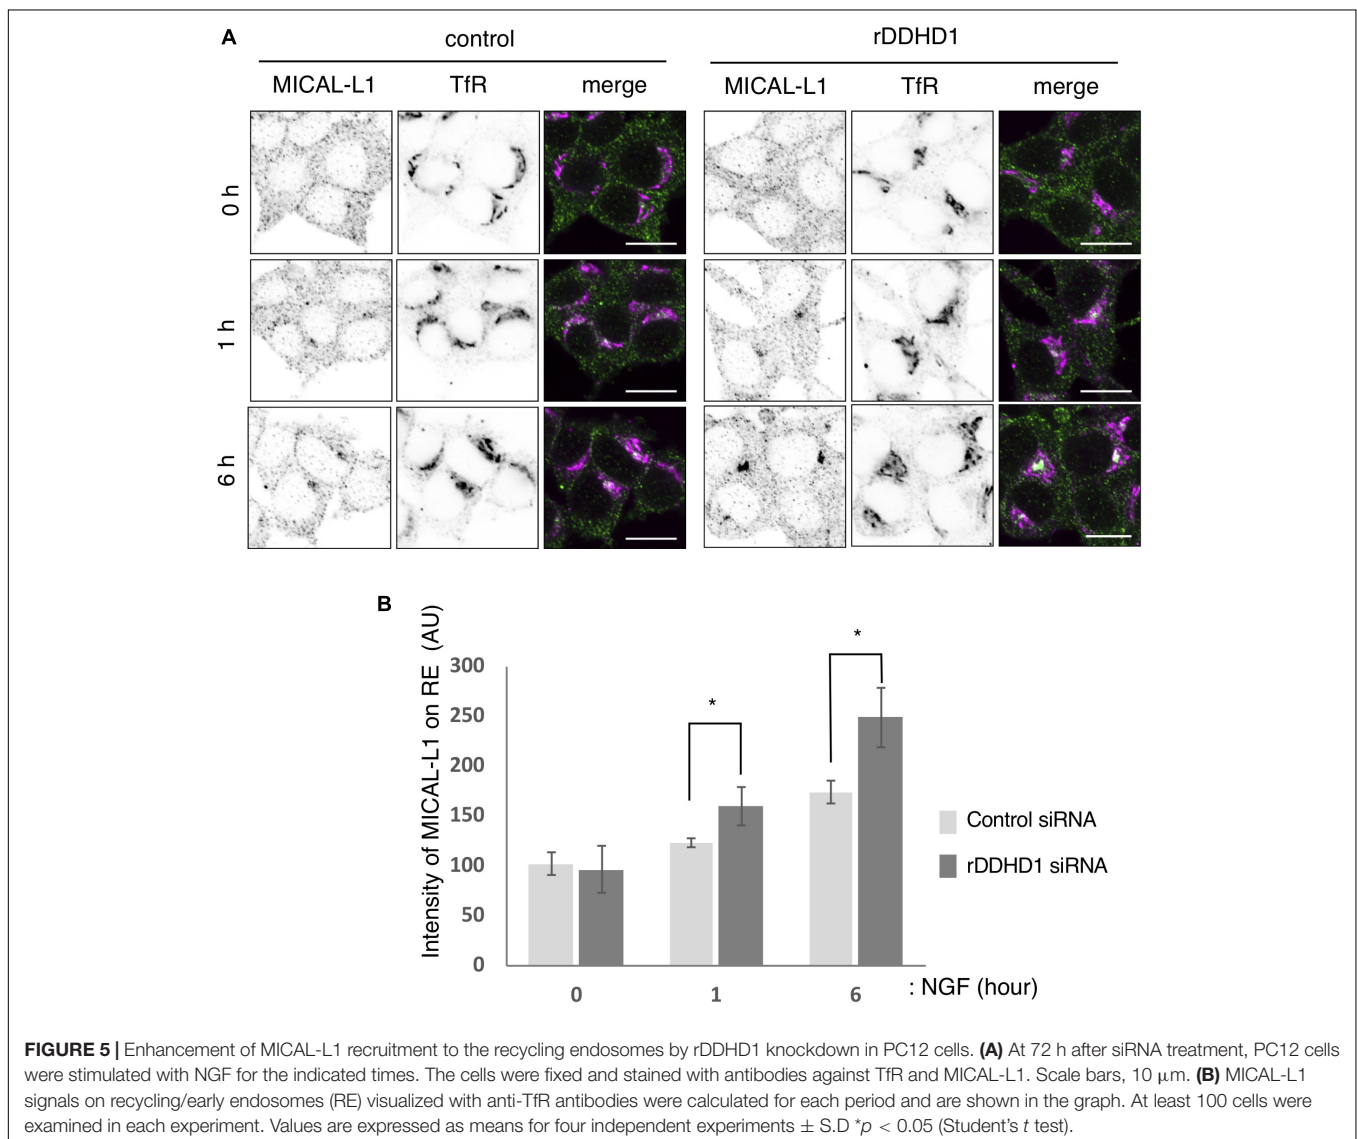 A
control
rDDHD1
MICAL-L1 TfR merge MICAL-L1 TfR merge
0 h
1 h
6 h
B
Intensity of MICAL-L1 on RE (AU)
300
250
200
150
100
50
0
*
*
0 1 6 : NGF (hour)
Control siRNA
rDDHD1 siRNA
FIGURE 5 | Enhancement of MICAL-L1 recruitment to the recycling endosomes by rDDHD1 knockdown in PC12 cells. (A) At 72 h after siRNA treatment, PC12 cells
were stimulated with NGF for the indicated times. The cells were fixed and stained with antibodies against TfR and MICAL-L1. Scale bars, 10 μm. (B) MICAL-L1
signals on recycling/early endosomes (RE) visualized with anti-TfR antibodies were calculated for each period and are shown in the graph. At least 100 cells were
examined in each experiment. Values are expressed as means for four independent experiments ± S.D *p < 0.05 (Student's t test).